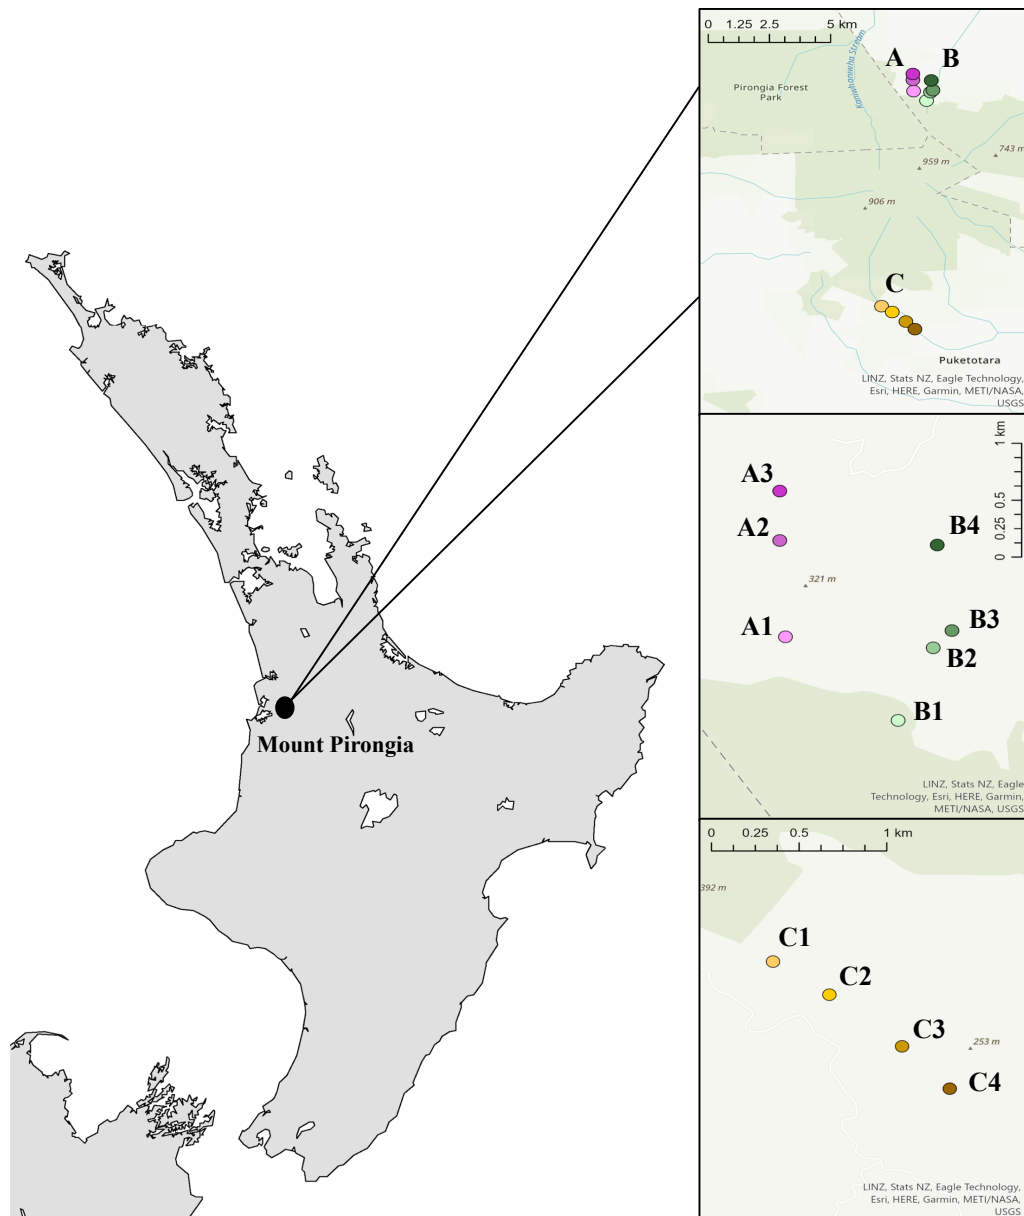 Mount Pirongia
0 1.25 2.5 5 km
Kaniwhaniwha Stream
A B
Pirongia Forest
Park
743 m
959 m
906 m
C
Puketotara
LINZ, Stats NZ, Eagle Technology,
Esri, HERE, Garmin, METI/NASA,
USGS
0 0.25 0.5 1 km
A3
A2
B4
321 m
A1
B3
B2
B1
LINZ, Stats NZ, Eagle
Technology, Esri, HERE, Garmin,
METI/NASA, USGS
0 0.25 0.5 1 km
392 m
C1
C2
C3
253 m
C4
LINZ, Stats NZ, Eagle Technology,
Esri, HERE, Garmin, METI/NASA,
USGS